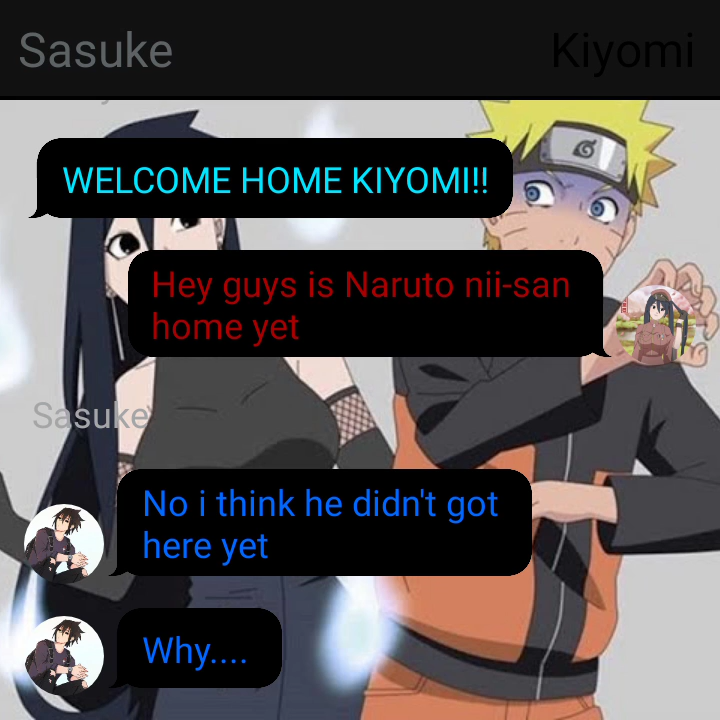 Sasuke
Kiyomi
WELCOME HOME KIYOMI!!
Hey guys is Naruto nii-san
home yet
Sasuke
No i think he didn't got
here yet
Why....